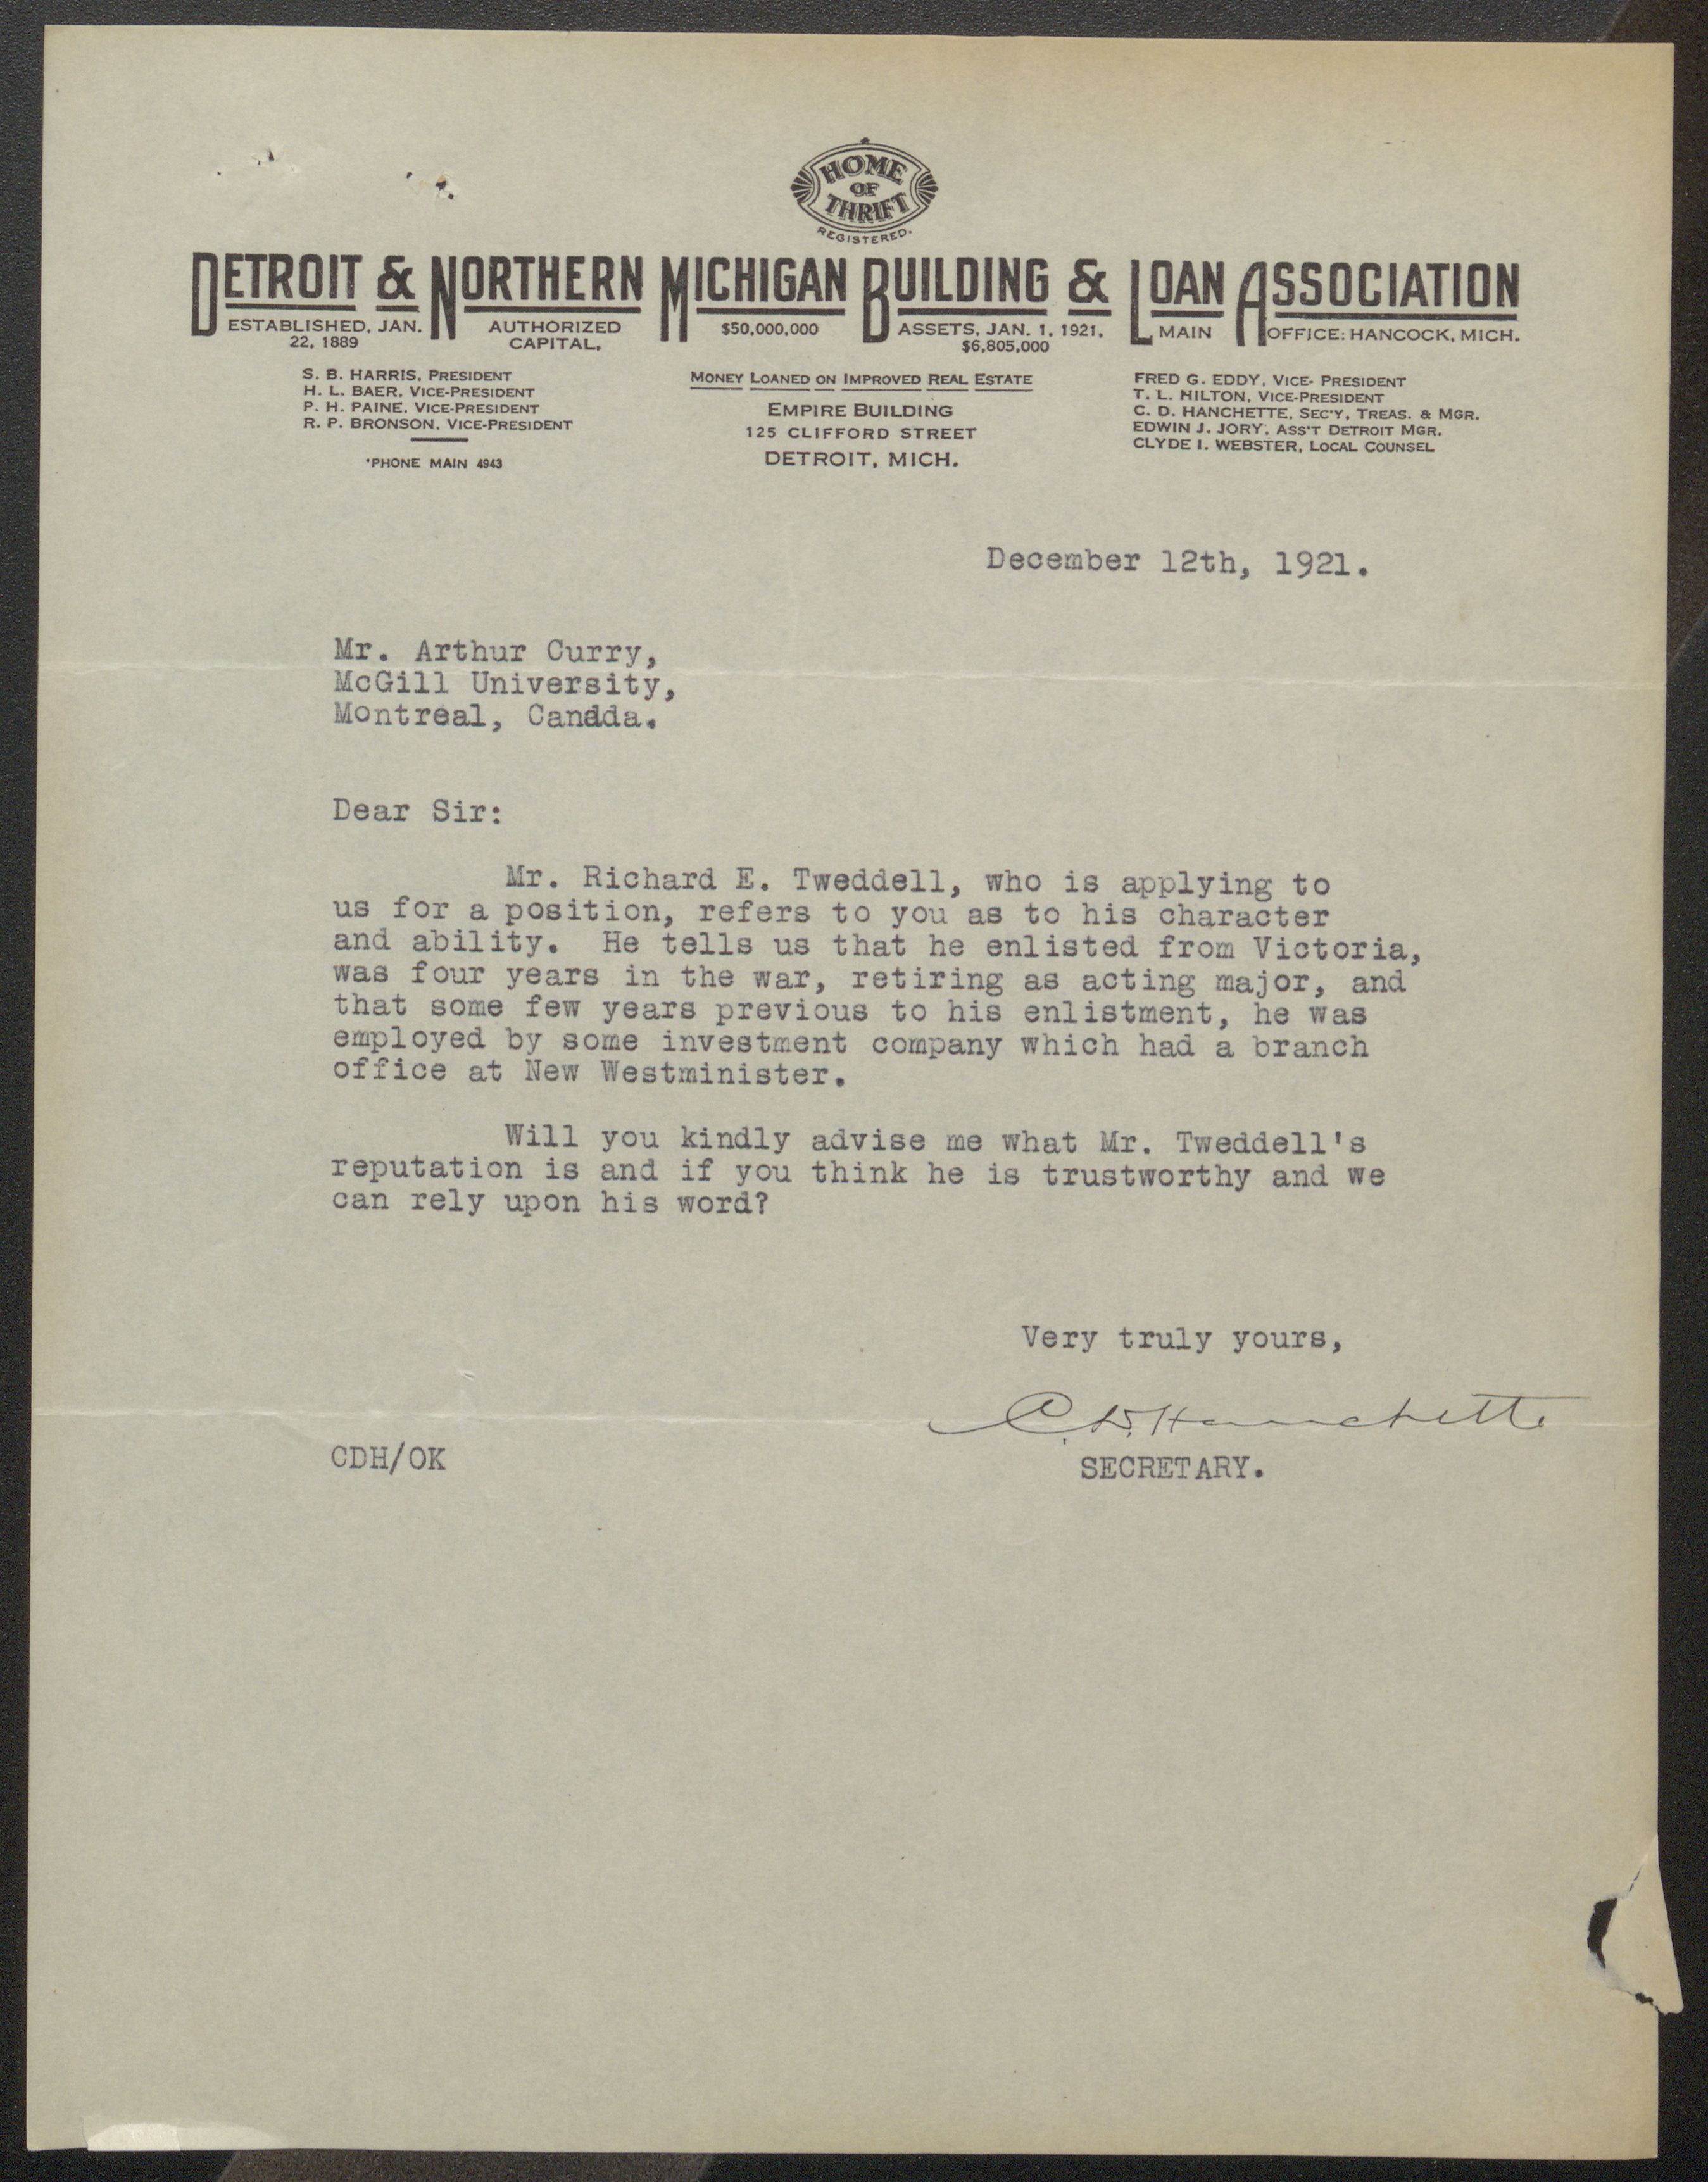 HOME
OF
THRIFT
REGISTERED.
DETROIT & NORTHERN MICHIGAN BUILDING & LOAN ASSOCIATION
ESTABLISHED, JAN. 22, 1889 AUTHORIZED CAPITAL, $50,000,000 ASSETS, JAN. 1, 1921, $6,805,000 MAIN OFFICE: HANCOCK, MICH.
S. B. HARRIS, PRESIDENT
H. L. BAER, VICE-PRESIDENT
P. H. PAINE, VICE-PRESIDENT
R. P. BRONSON, VICE-PRESIDENT
'PHONE MAIN 4943
MONEY LOANED ON IMPROVED REAL ESTATE
EMPIRE BUILDING
125 CLIFFORD STREET
DETROIT, MICH.
FRED G. EDDY, VICE- PRESIDENT
T. L. HILTON, VICE-PRESIDENT
C. D. HANCHETTE, SEC'Y, TREAS. & MGR.
EDWIN J. JORY, ASS'T DETROIT MGR.
CLYDE I. WEBSTER, LOCAL COUNSEL
December 12th, 1921.
Mr. Arthur Curry,
McGill University,
Montreal, Canada.
Dear Sir:
Mr. Richard E. Tweddell, who is applying to
us for a position, refers to you as to his character
and ability. He tells us that he enlisted from Victoria,
was four years in the war, retiring as acting major, and
that some few years previous to his enlistment, he was
employed by some investment company which had a branch
office at New Westminister.
Will you kindly advise me what Mr. Tweddell's
reputation is and if you think he is trustworthy and we
can rely upon his word?
Very truly yours,
C. D. Hanchette
CDH/OK
SECRETARY.